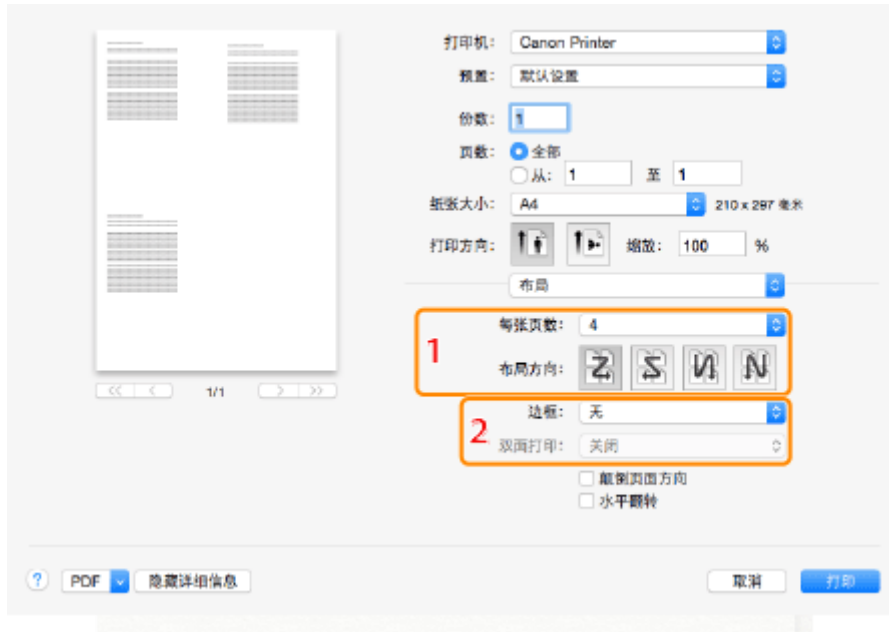 打印机: Canon Printer
预置: 默认设置
份数: 1
页数: 全部
从: 1 至 1
纸张大小: A4 210 x 297 毫米
打印方向: 缩放: 100 %
布局
1
每张页数: 4
布局方向:
2
边框: 无
双面打印: 关闭
颠倒页面方向
水平翻转
<< < 1/1 > >>
? PDF 隐藏详细信息 取消 打印